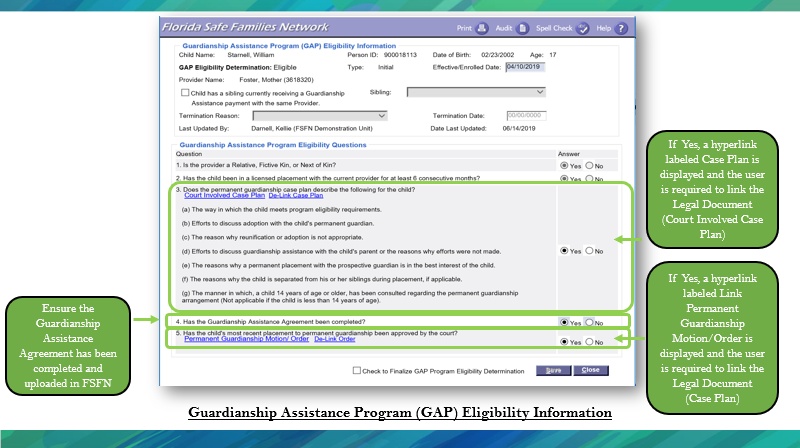 Florida Safe Families Network
Print Audit Spell Check Help ?
Guardianship Assistance Program (GAP) Eligibility Information
Child Name: Starnell, William Person ID: 900018113 Date of Birth: 02/23/2002 Age: 17
GAP Eligibility Determination: Eligible Type: Initial Effective/Enrolled Date: 04/10/2019
Provider Name: Foster, Mother (3618320)
Child has a sibling currently receiving a Guardianship Sibling:
Assistance payment with the same Provider.
Termination Reason: Termination Date: 00/00/0000
Last Updated By: Darnell, Kellie (FSFN Demonstration Unit) Date Last Updated: 06/14/2019
Guardianship Assistance Program Eligibility Questions
Question Answer
1. Is the provider a Relative, Fictive Kin, or Next of Kin? Yes No
2. Has the child been in a licensed placement with the current provider for at least 6 consecutive months? Yes No
3. Does the permanent guardianship case plan describe the following for the child?
Court Involved Case Plan De-Link Case Plan
(a) The way in which the child meets program eligibility requirements.
(b) Efforts to discuss adoption with the child's permanent guardian.
(c) The reason why reunification or adoption is not appropriate.
(d) Efforts to discuss guardianship assistance with the child's parent or the reasons why efforts were not made. Yes No
(e) The reasons why a permanent placement with the prospective guardian is in the best interest of the child.
(f) The reasons why the child is separated from his or her siblings during placement, if applicable.
(g) The manner in which, a child 14 years of age or older, has been consulted regarding the permanent guardianship
arrangement (Not applicable if the child is less than 14 years of age).
4. Has the Guardianship Assistance Agreement been completed? Yes No
5. Has the child's most recent placement to permanent guardianship been approved by the court?
Permanent Guardianship Motion/ Order De-Link Order Yes No
Check to Finalize GAP Program Eligibility Determination Save Close
If Yes, a hyperlink
labeled Case Plan is
displayed and the user
is required to link the
Legal Document
(Court Involved Case
Plan)
If Yes, a hyperlink
labeled Link
Permanent
Guardianship
Motion/Order is
displayed and the user
is required to link the
Legal Document
(Case Plan)
Ensure the
Guardianship
Assistance
Agreement has been
completed and
uploaded in FSFN
Guardianship Assistance Program (GAP) Eligibility Information